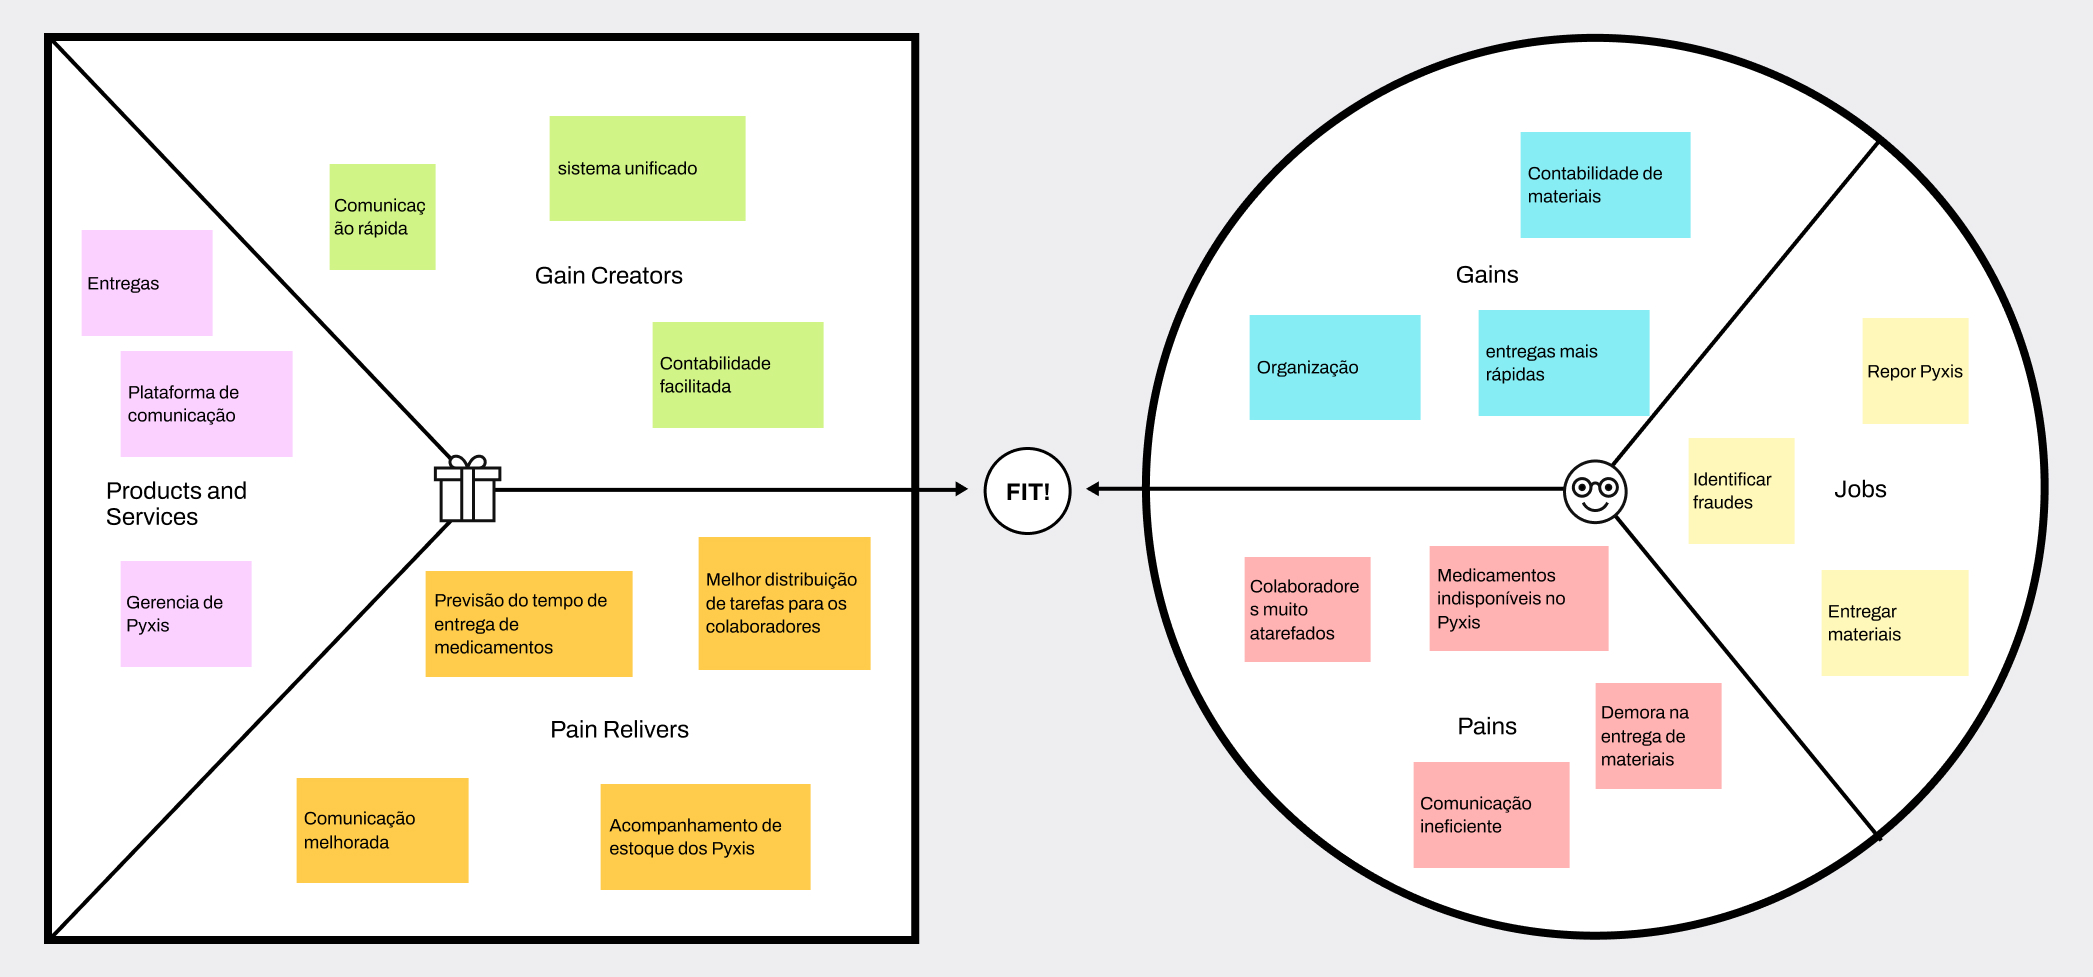 Comunicaç
ão rápida
sistema unificado
Gain Creators
Contabilidade
facilitada
Entregas
Plataforma de
comunicação
Products and
Services
Gerencia de
Pyxis
Previsão do tempo de
entrega de
medicamentos
Melhor distribuição
de tarefas para os
colaboradores
Pain Relivers
Comunicação
melhorada
Acompanhamento de
estoque dos Pyxis
FIT!
Contabilidade de
materiais
Gains
Organização
entregas mais
rápidas
Repor Pyxis
Identificar
fraudes
Jobs
Entregar
materiais
Colaboradore
s muito
atarefados
Medicamentos
indisponíveis no
Pyxis
Pains
Demora na
entrega de
materiais
Comunicação
ineficiente